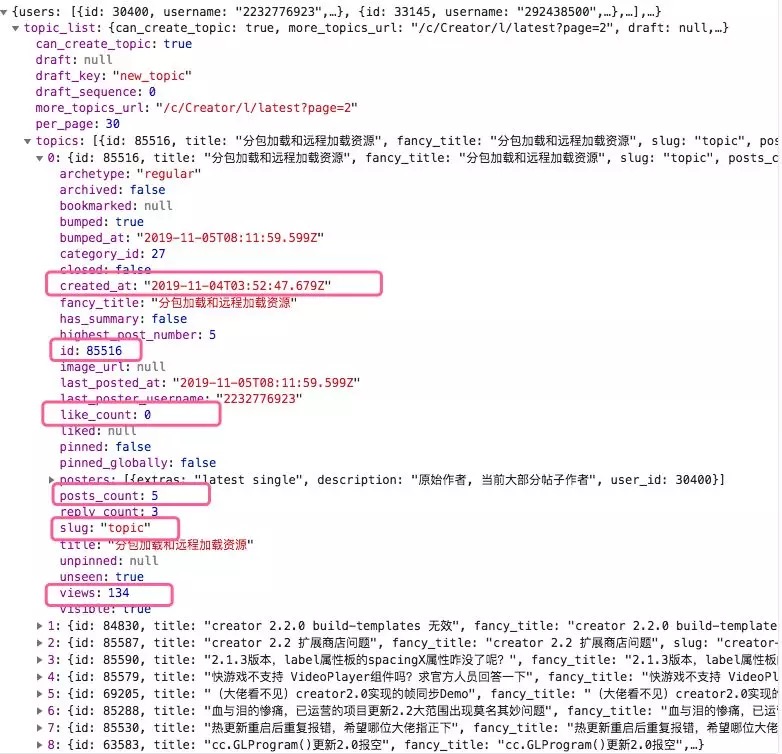 {users: [{id: 30400, username: "2232776923",…}, {id: 33145, username: "292438500",…},…],…}
topic_list: {can_create_topic: true, more_topics_url: "/c/Creator/l/latest?page=2", draft: null,…}
can_create_topic: true
draft: null
draft_key: "new_topic"
draft_sequence: 0
more_topics_url: "/c/Creator/l/latest?page=2"
per_page: 30
topics: [{id: 85516, title: "分包加载和远程加载资源", fancy_title: "分包加载和远程加载资源", slug: "topic", pos
0: {id: 85516, title: "分包加载和远程加载资源", fancy_title: "分包加载和远程加载资源", slug: "topic", posts_c
archetype: "regular"
archived: false
bookmarked: null
bumped: true
bumped_at: "2019-11-05T08:11:59.599Z"
category_id: 27
closed: false
created_at: "2019-11-04T03:52:47.679Z"
fancy_title: "分包加载和远程加载资源"
has_summary: false
highest_post_number: 5
id: 85516
image_url: null
last_posted_at: "2019-11-05T08:11:59.599Z"
last_poster_username: "2232776923"
like_count: 0
liked: null
pinned: false
pinned_globally: false
posters: [{extras: "latest single", description: "原始作者, 当前大部分帖子作者", user_id: 30400}]
posts_count: 5
reply_count: 3
slug: "topic"
title: "分包加载和远程加载资源"
unpinned: null
unseen: true
views: 134
visible: true
1: {id: 84830, title: "creator 2.2.0 build-templates 无效", fancy_title: "creator 2.2.0 build-template
2: {id: 85587, title: "creator 2.2 扩展商店问题", fancy_title: "creator 2.2 扩展商店问题", slug: "creator-
3: {id: 85590, title: "2.1.3版本，label属性板的spacingX属性咋没了呢？", fancy_title: "2.1.3版本，label属性板
4: {id: 85579, title: "快游戏不支持 VideoPlayer组件吗？求官方人员回答一下", fancy_title: "快游戏不支持 VideoPl
5: {id: 69205, title: "（大佬看不见）creator2.0实现的帧同步Demo", fancy_title: "（大佬看不见）creator2.0实现
6: {id: 85288, title: "血与泪的惨痛，已运营的项目更新2.2大范围出现莫名其妙问题", fancy_title: "血与泪的惨痛，已运
7: {id: 85530, title: "热更新重启后重复报错，希望哪位大佬指正下", fancy_title: "热更新重启后重复报错，希望哪位大
8: {id: 63583, title: "cc.GLProgram()更新2.0报空", fancy_title: "cc.GLProgram()更新2.0报空",…}